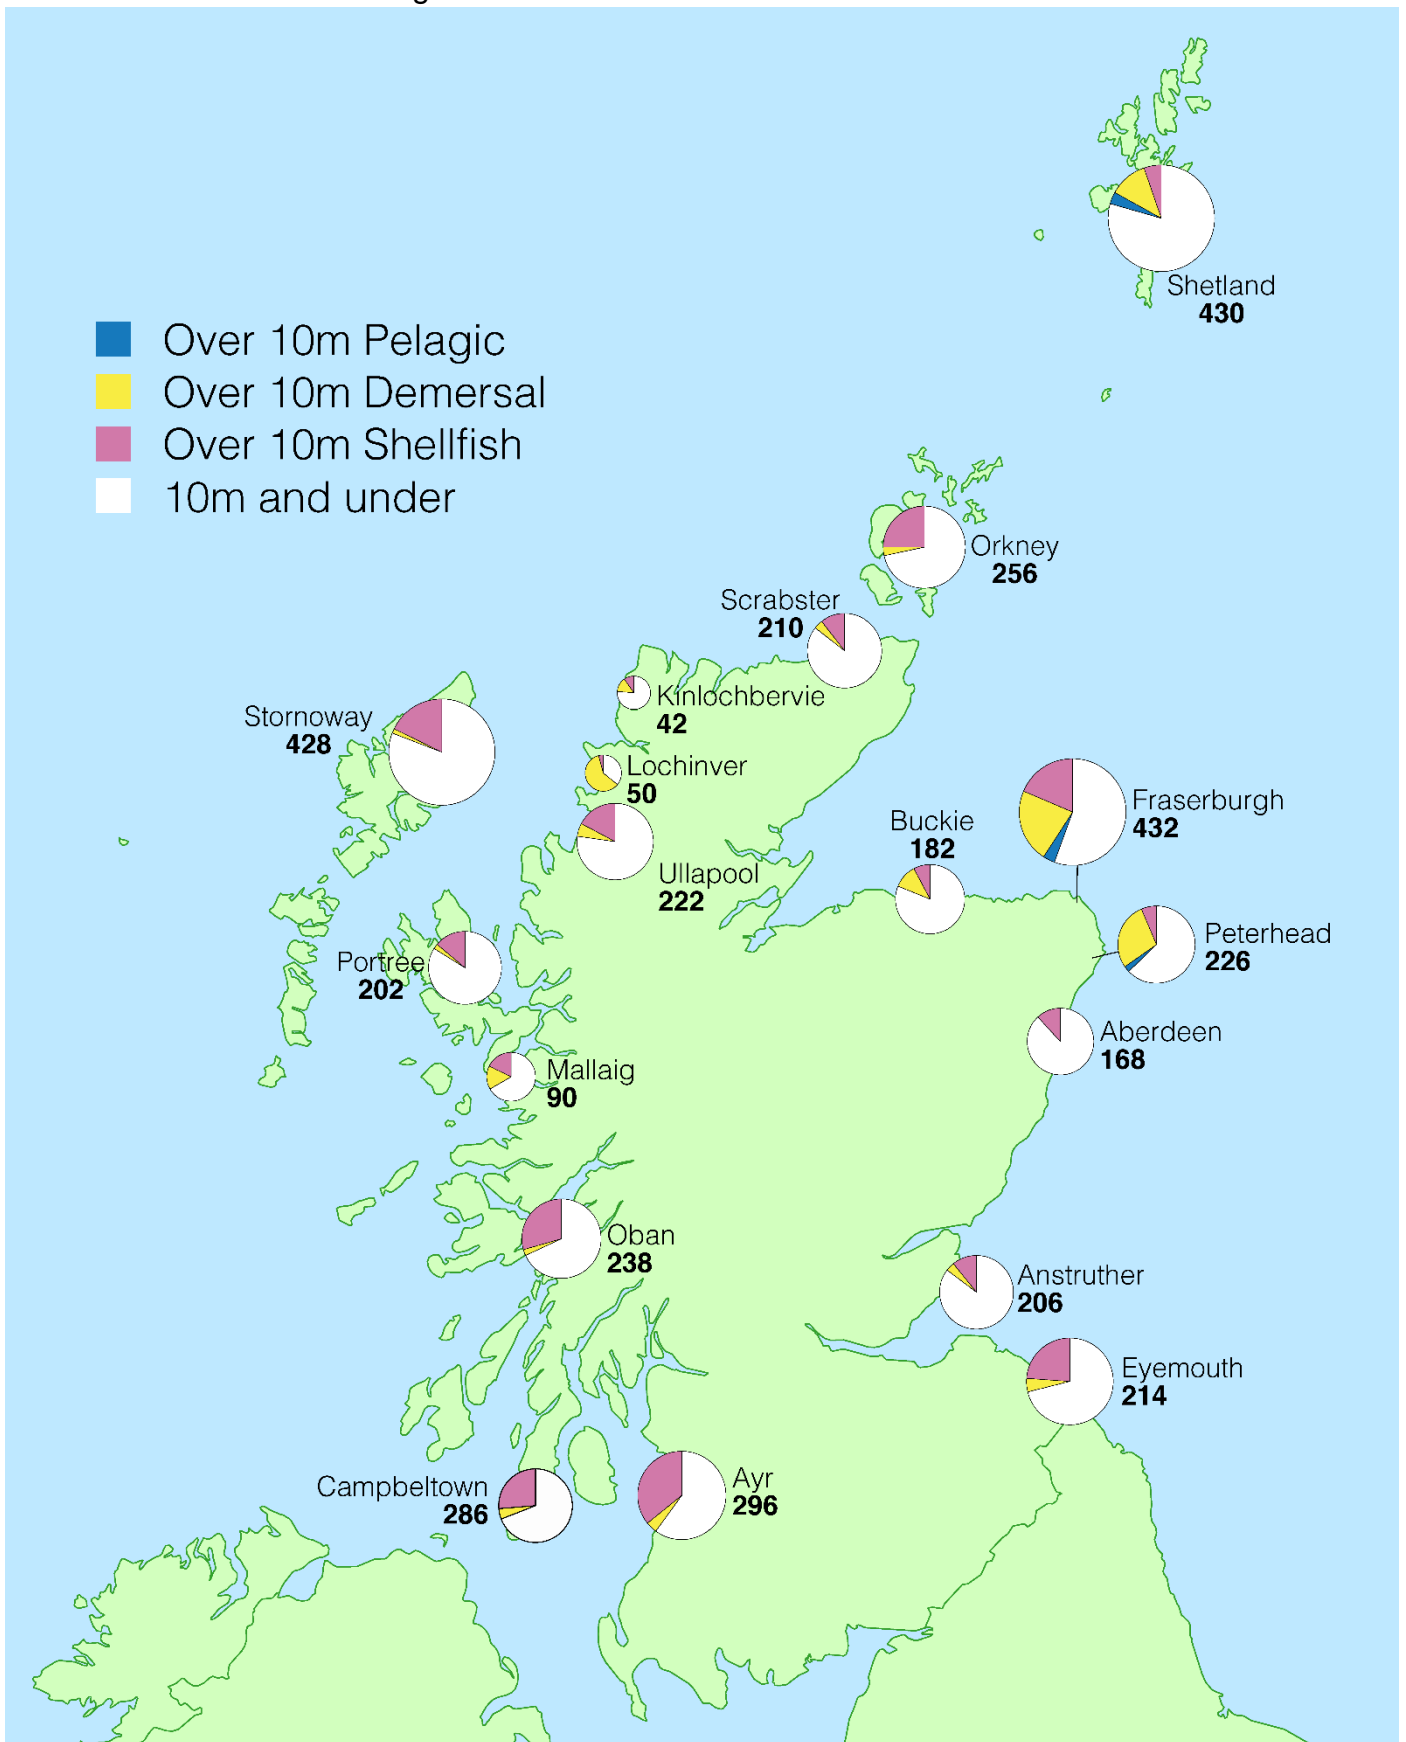 Over 10m Pelagic
Over 10m Demersal
Over 10m Shellfish
10m and under
Shetland
430
Orkney
256
Scrabster
210
Kinlochbervie
42
Stornoway
428
Lochinver
50
Fraserburgh
432
Buckie
182
Ullapool
222
Peterhead
226
Portree
202
Aberdeen
168
Mallaig
90
Oban
238
Anstruther
206
Eyemouth
214
Ayr
296
Campbeltown
286